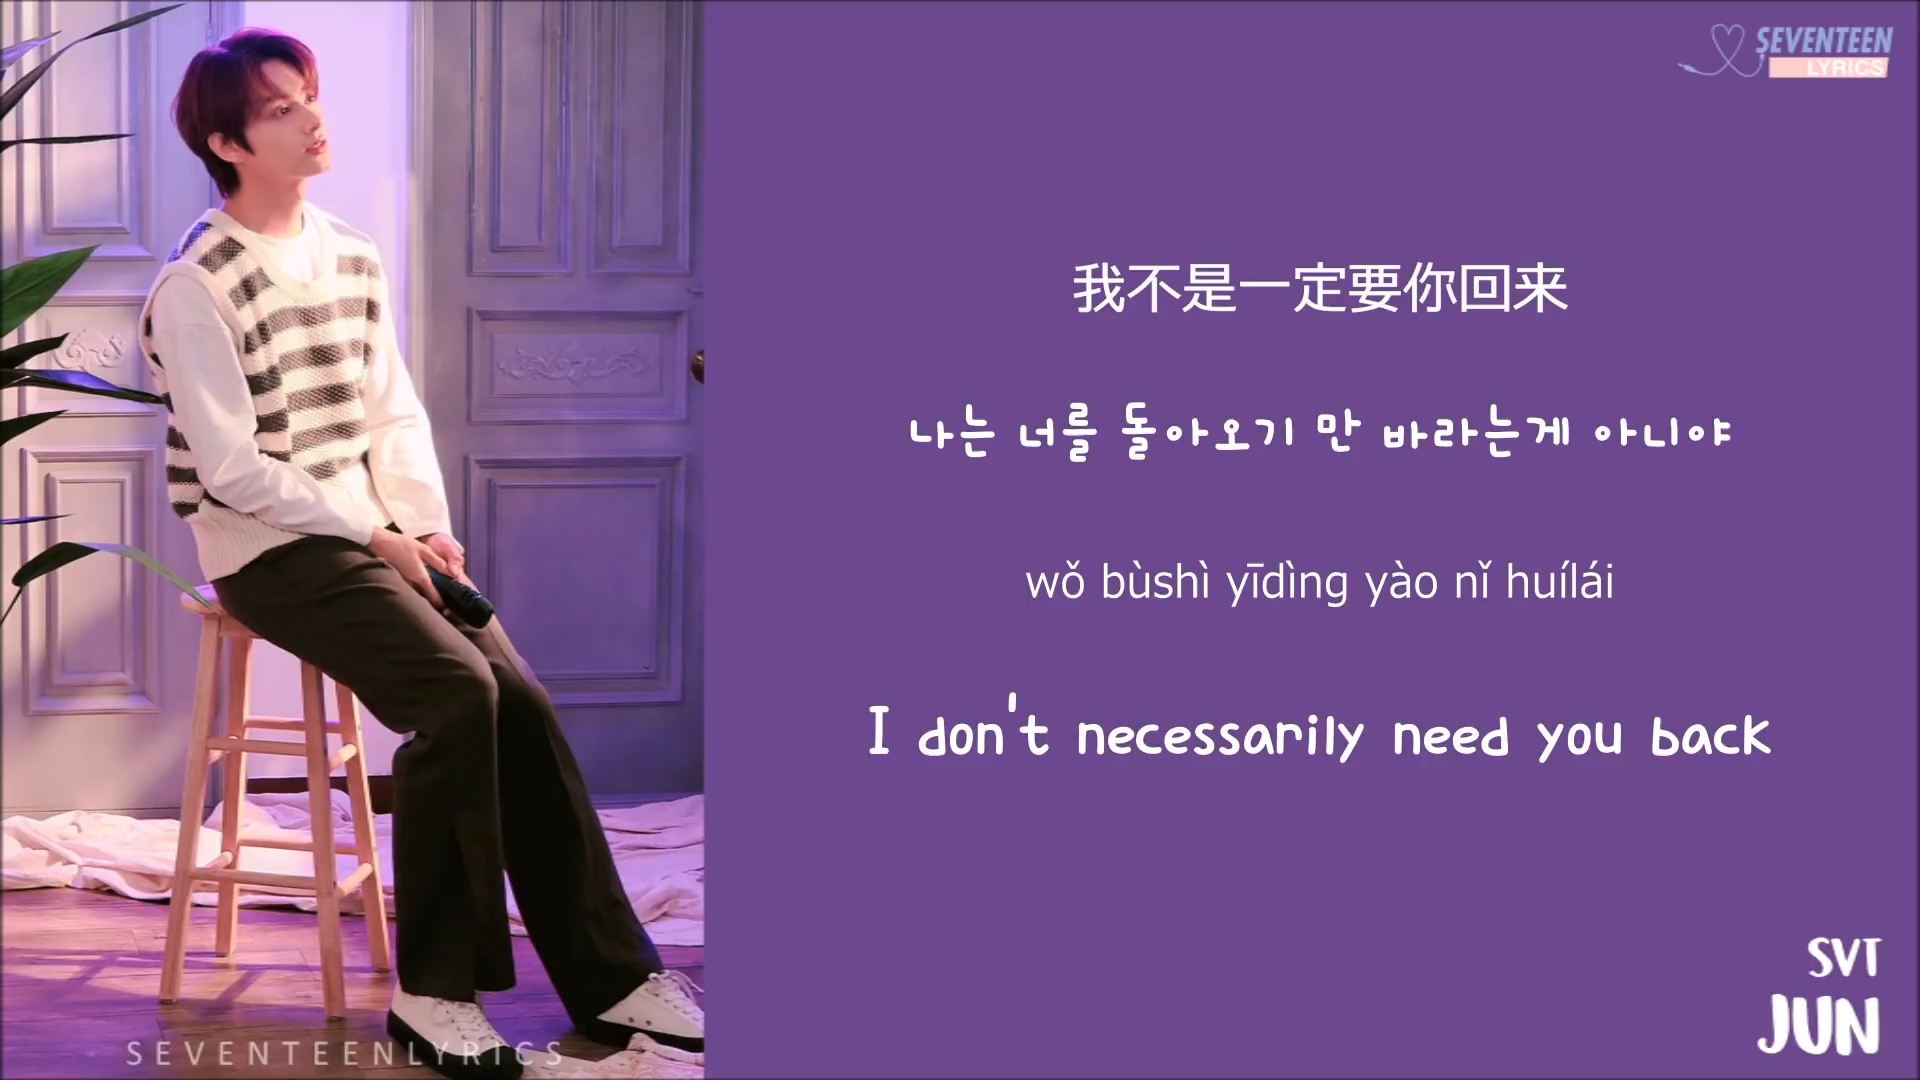 SEVENTEEN
LYRICS
我不是一定要你回来
나는 너를 돌아오기 만 바라는게 아니야
wǒ bùshì yīdìng yào nǐ huílái
I don't necessarily need you back
SVT
JUN
SEVENTEENLYRICS